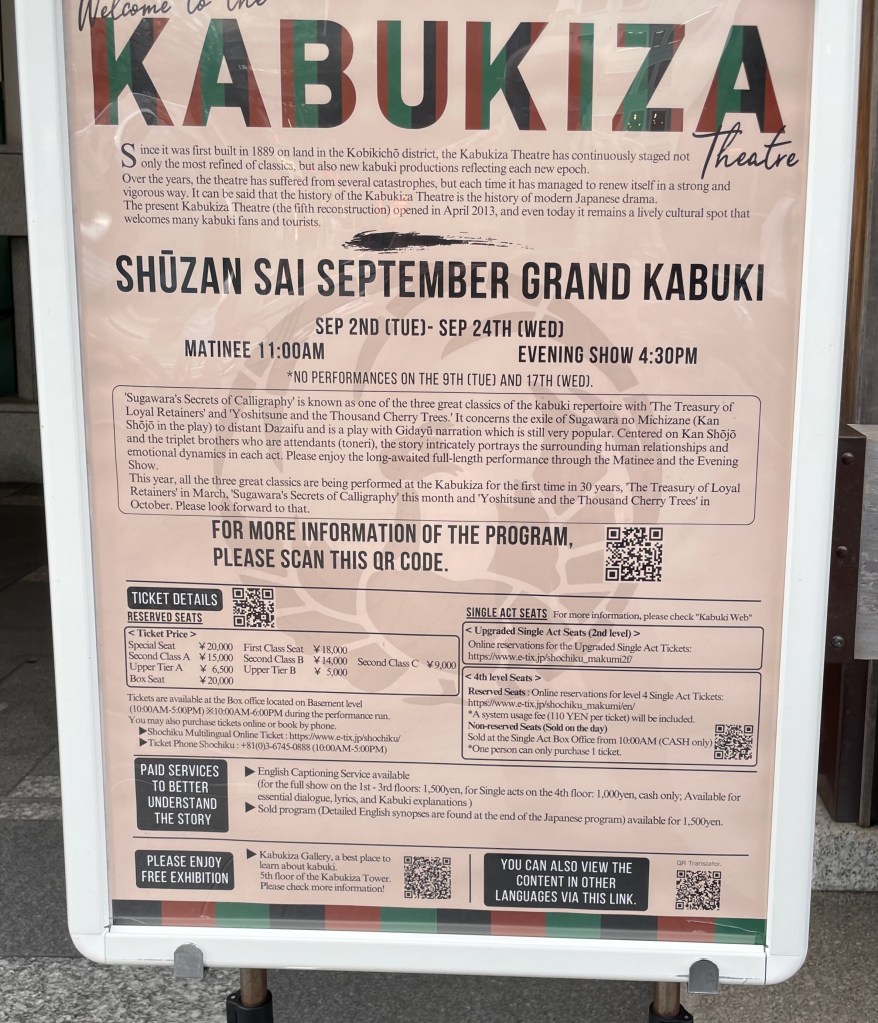 Welcome to the
KABUKIZA
Theatre
Since it was first built in 1889 on land in the Kobikichō district, the Kabukiza Theatre has continuously staged not
only the most refined of classics, but also new kabuki productions reflecting each new epoch.
Over the years, the theatre has suffered from several catastrophes, but each time it has managed to renew itself in a strong and
vigorous way. It can be said that the history of the Kabukiza Theatre is the history of modern Japanese drama.
The present Kabukiza Theatre (the fifth reconstruction) opened in April 2013, and even today it remains a lively cultural spot that
welcomes many kabuki fans and tourists.
SHŪZAN SAI SEPTEMBER GRAND KABUKI
SEP 2ND (TUE)- SEP 24TH (WED)
MATINEE 11:00AM EVENING SHOW 4:30PM
*NO PERFORMANCES ON THE 9TH (TUE) AND 17TH (WED).
'Sugawara's Secrets of Calligraphy' is known as one of the three great classics of the kabuki repertoire with 'The Treasury of
Loyal Retainers' and 'Yoshitsune and the Thousand Cherry Trees.' It concerns the exile of Sugawara no Michizane (Kan
Shōjō in the play) to distant Dazaifu and is a play with Gidayū narration which is still very popular. Centered on Kan Shōjō
and the triplet brothers who are attendants (toneri), the story intricately portrays the surrounding human relationships and
emotional dynamics in each act. Please enjoy the long-awaited full-length performance through the Matinee and the Evening
Show.
This year, all the three great classics are being performed at the Kabukiza for the first time in 30 years, 'The Treasury of Loyal
Retainers' in March, 'Sugawara's Secrets of Calligraphy' this month and 'Yoshitsune and the Thousand Cherry Trees' in
October. Please look forward to that.
FOR MORE INFORMATION OF THE PROGRAM,
PLEASE SCAN THIS QR CODE.
TICKET DETAILS
RESERVED SEATS
< Ticket Price >
Special Seat ¥20,000 First Class Seat ¥18,000
Second Class A ¥15,000 Second Class B ¥14,000 Second Class C ¥9,000
Upper Tier A ¥ 6,500 Upper Tier B ¥ 5,000
Box Seat ¥20,000
Tickets are available at the Box office located on Basement level
(10:00AM-5:00PM) ※10:00AM-6:00PM during the performance run.
You may also purchase tickets online or book by phone.
▶Shochiku Multilingual Online Ticket : https://www.e-tix.jp/shochiku/
▶Ticket Phone Shochiku : +81(0)3-6745-0888 (10:00AM-5:00PM)
SINGLE ACT SEATS For more information, please check "Kabuki Web"
< Upgraded Single Act Seats (2nd level) >
Online reservations for the Upgraded Single Act Tickets:
https://www.e-tix.jp/shochiku_makumi2f/
< 4th level Seats >
Reserved Seats : Online reservations for level 4 Single Act Tickets:
https://www.e-tix.jp/shochiku_makumi/en/
*A system usage fee (110 YEN per ticket) will be included.
Non-reserved Seats (Sold on the day)
Sold at the Single Act Box Office from 10:00AM (CASH only)
*One person can only purchase 1 ticket.
PAID SERVICES
TO BETTER
UNDERSTAND
THE STORY
▶ English Captioning Service available
(for the full show on the 1st - 3rd floors: 1,500yen, for Single acts on the 4th floor: 1,000yen, cash only; Available for
essential dialogue, lyrics, and Kabuki explanations )
▶ Sold program (Detailed English synopses are found at the end of the Japanese program) available for 1,500yen.
PLEASE ENJOY
FREE EXHIBITION
▶ Kabukiza Gallery, a best place to
learn about kabuki.
5th floor of the Kabukiza Tower.
Please check more information!
YOU CAN ALSO VIEW THE
CONTENT IN OTHER
LANGUAGES VIA THIS LINK.
QR Translator.